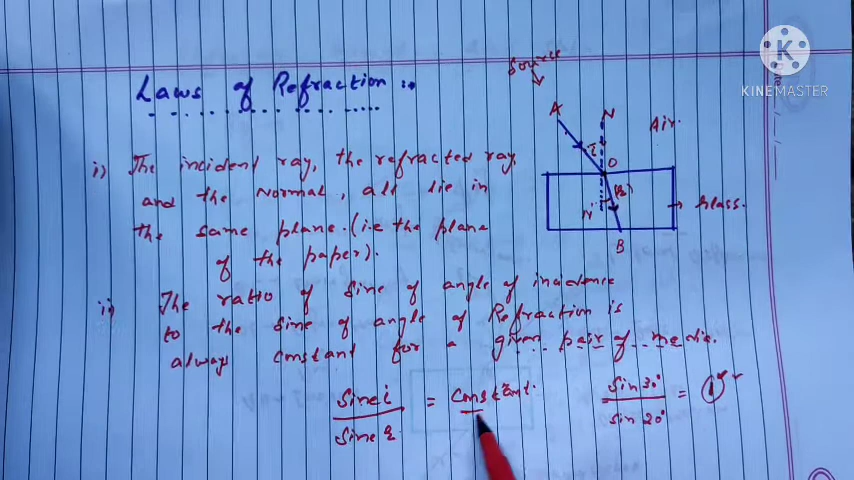 Laws of Refraction :-
i) The incident ray, the refracted ray
and the Normal, all lie in
the same plane. (i.e the plane
of the paper).
ii) The ratio of sine of angle of incidence
to the sine of angle of Refraction is
always constant for a given pair of media.
Sine i
Sine r
= Constant.
sin 30°
sin 20°
=
Source
A
N
Air.
i
O
(r)
N'
→ Glass.
B
K
KINEMASTER